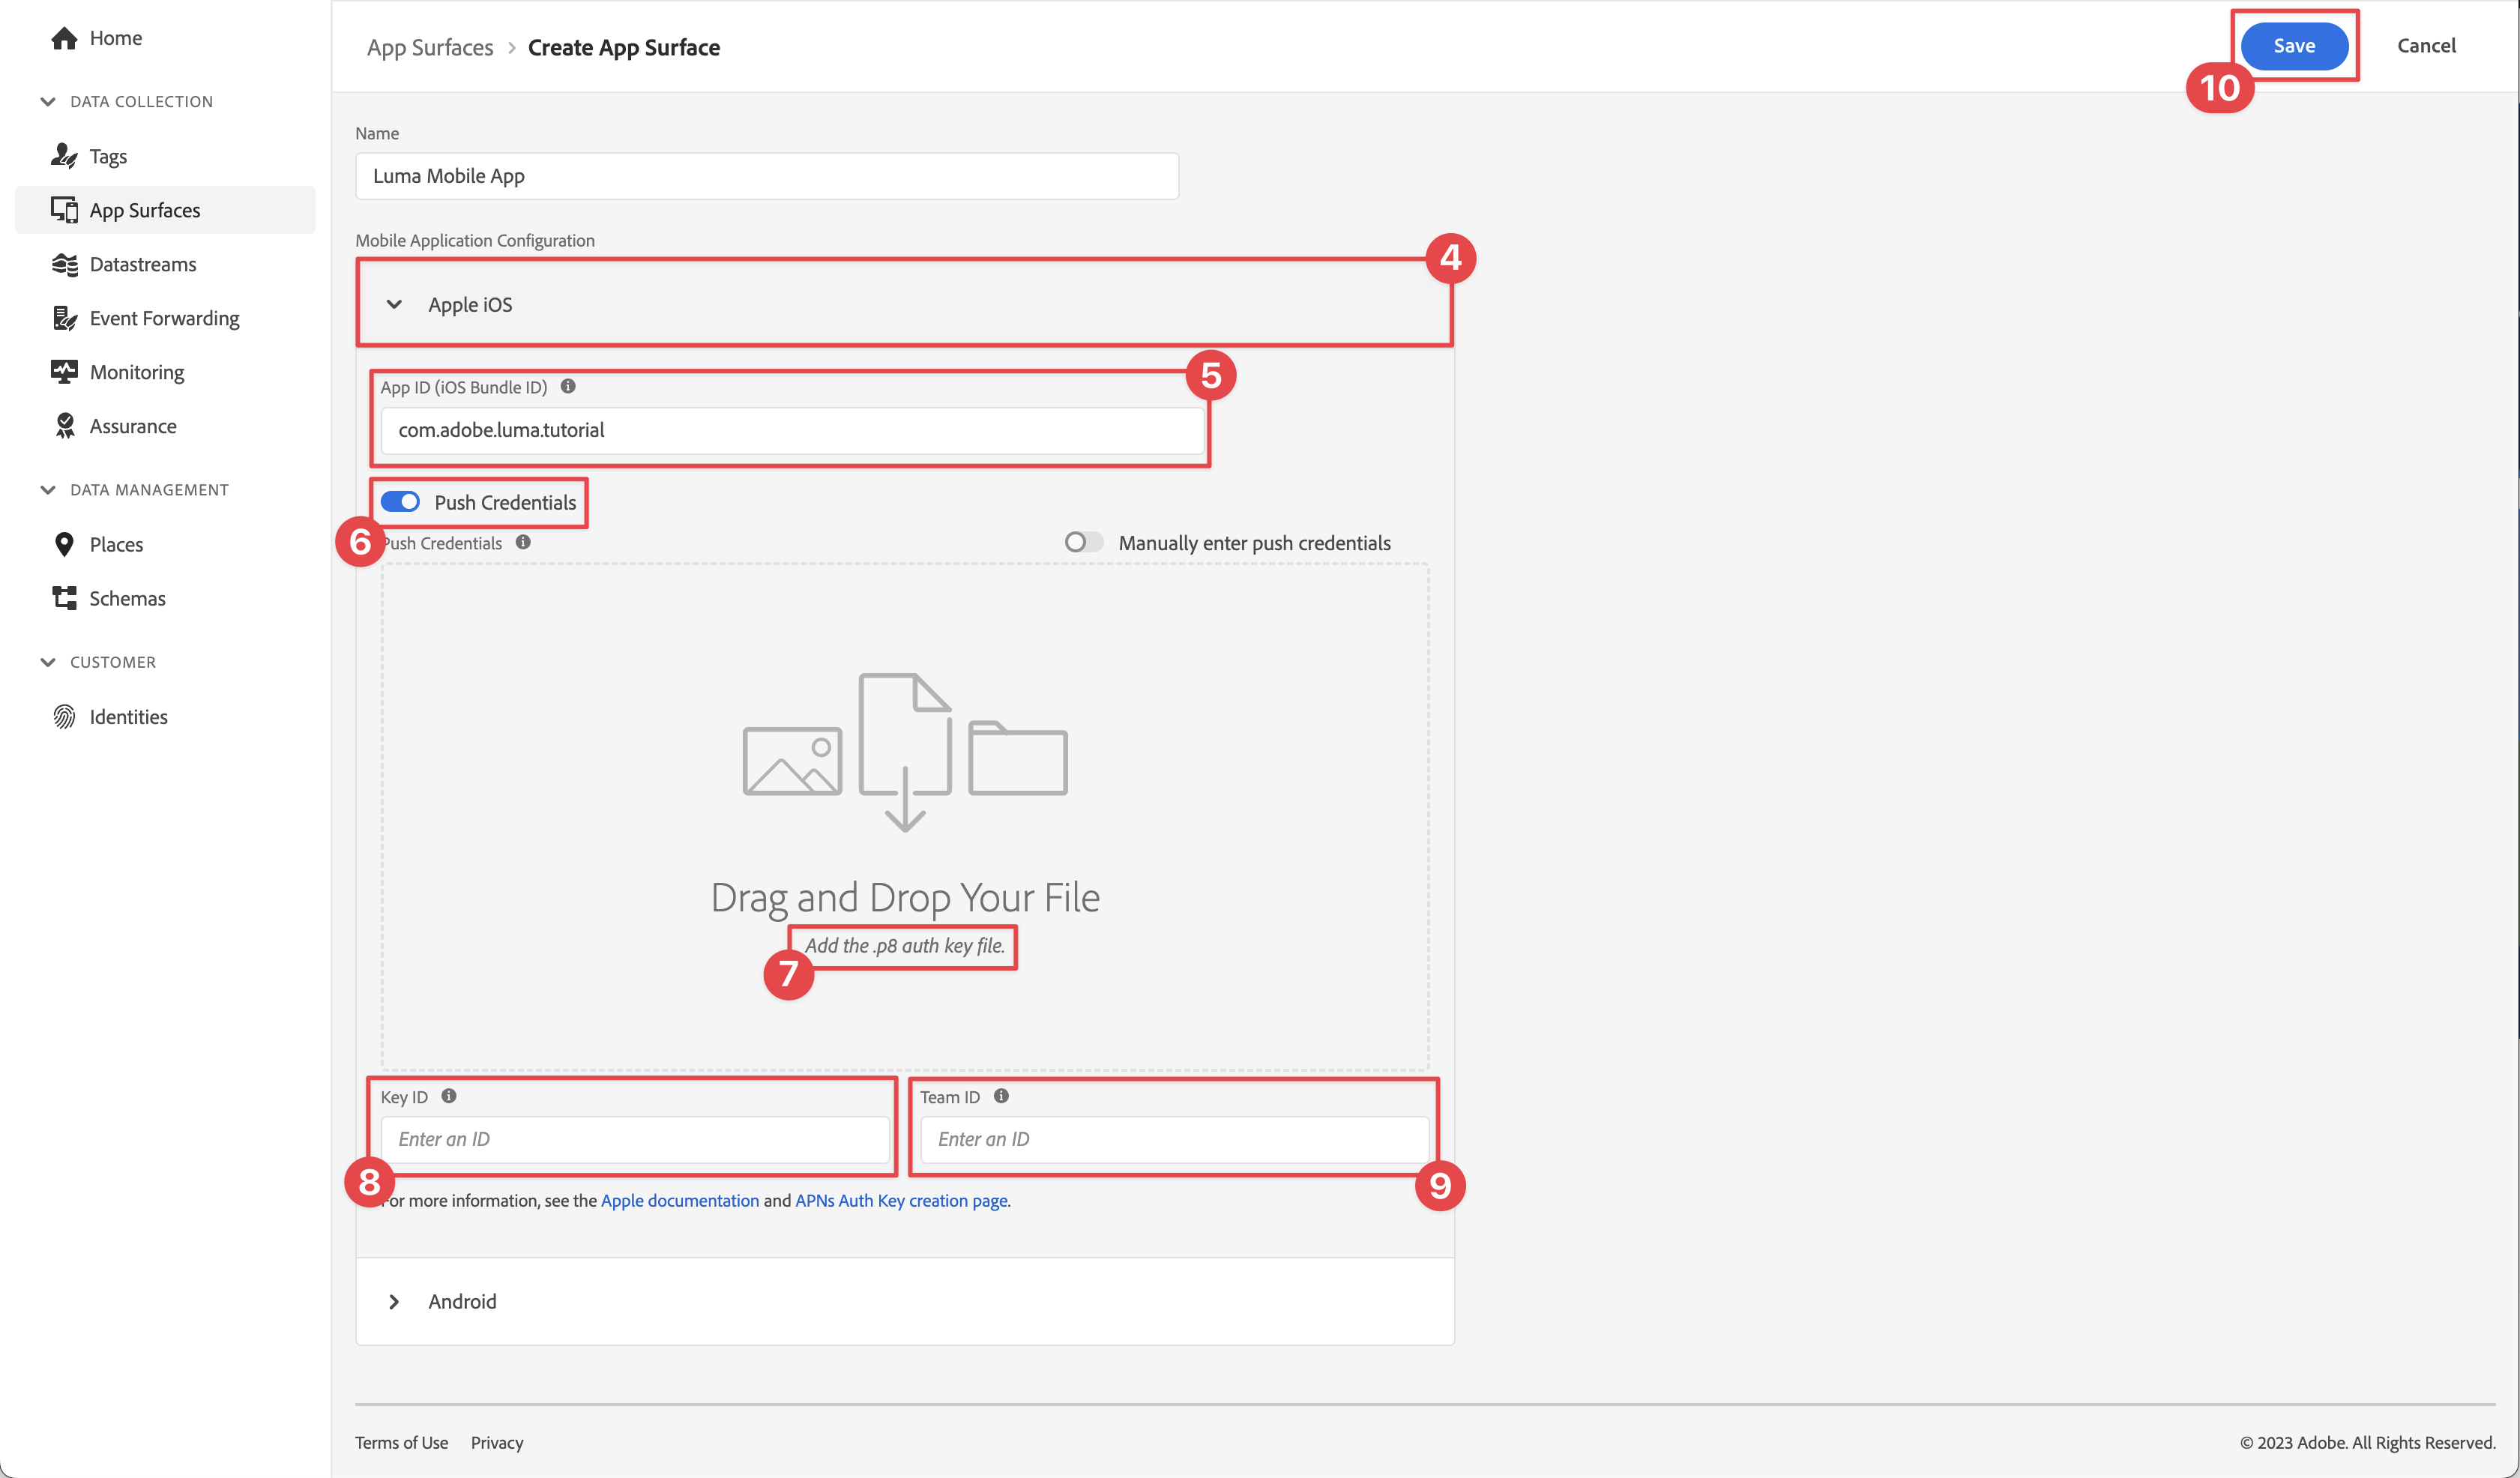 Home
DATA COLLECTION
Tags
App Surfaces
Datastreams
Event Forwarding
Monitoring
Assurance
DATA MANAGEMENT
Places
Schemas
CUSTOMER
Identities
App Surfaces > Create App Surface
Save
Cancel
10
Name
Luma Mobile App
Mobile Application Configuration
4
Apple iOS
5
App ID (iOS Bundle ID)
com.adobe.luma.tutorial
Push Credentials
6
Push Credentials
Manually enter push credentials
Drag and Drop Your File
Add the .p8 auth key file.
7
Key ID
Enter an ID
Team ID
Enter an ID
8
9
For more information, see the Apple documentation and APNs Auth Key creation page.
Android
Terms of Use Privacy
© 2023 Adobe. All Rights Reserved.